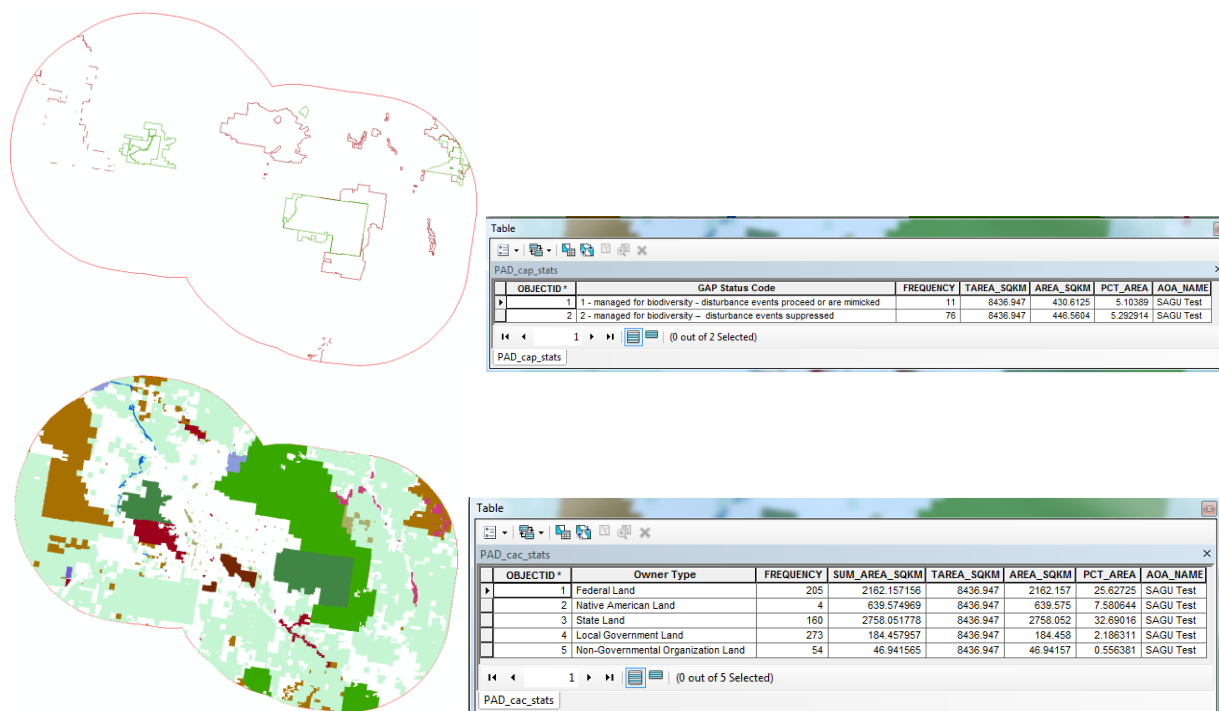 Table
PAD_cap_stats
OBJECTID * GAP Status Code FREQUENCY TAREA_SQKM AREA_SQKM PCT_AREA AOA_NAME
1 1 - managed for biodiversity - disturbance events proceed or are mimicked 11 8436.947 430.6125 5.10389 SAGU Test
2 2 - managed for biodiversity – disturbance events suppressed 76 8436.947 446.5604 5.292914 SAGU Test
1 (0 out of 2 Selected)
PAD_cap_stats
Table
PAD_cac_stats
OBJECTID * Owner Type FREQUENCY SUM_AREA_SQKM TAREA_SQKM AREA_SQKM PCT_AREA AOA_NAME
1 Federal Land 205 2162.157156 8436.947 2162.157 25.62725 SAGU Test
2 Native American Land 4 639.574969 8436.947 639.575 7.580644 SAGU Test
3 State Land 160 2758.051778 8436.947 2758.052 32.69016 SAGU Test
4 Local Government Land 273 184.457957 8436.947 184.458 2.186311 SAGU Test
5 Non-Governmental Organization Land 54 46.941565 8436.947 46.94157 0.556381 SAGU Test
1 (0 out of 5 Selected)
PAD_cac_stats